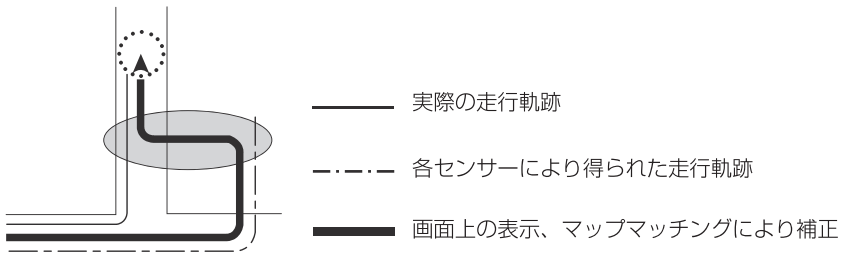 実際の走行軌跡
各センサーにより得られた走行軌跡
画面上の表示、マップマッチングにより補正